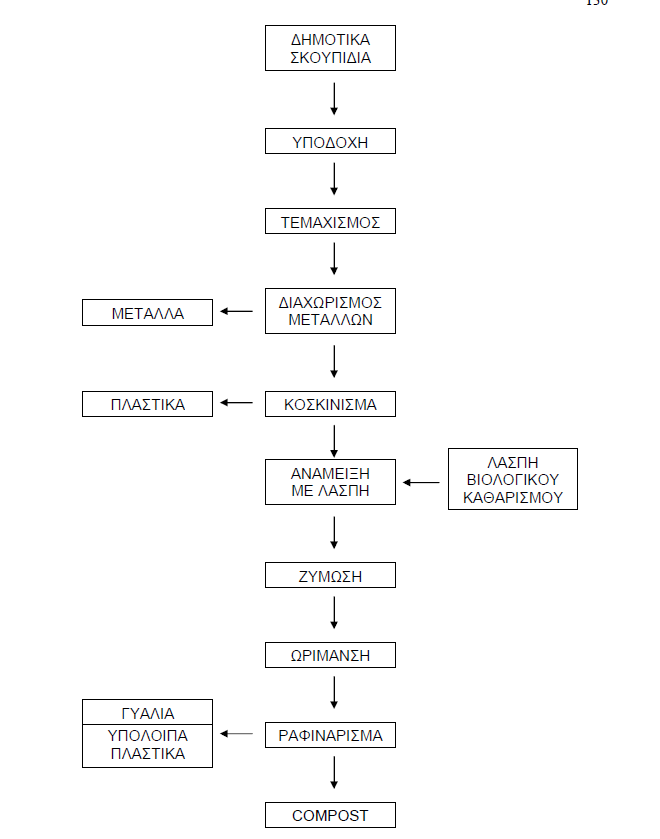 ΔΗΜΟΤΙΚΑ
ΣΚΟΥΠΙΔΙΑ
ΥΠΟΔΟΧΗ
ΤΕΜΑΧΙΣΜΟΣ
ΔΙΑΧΩΡΙΣΜΟΣ
ΜΕΤΑΛΛΩΝ
ΜΕΤΑΛΛΑ
ΚΟΣΚΙΝΙΣΜΑ
ΠΛΑΣΤΙΚΑ
ΑΝΑΜΕΙΞΗ
ΜΕ ΛΑΣΠΗ
ΛΑΣΠΗ
ΒΙΟΛΟΓΙΚΟΥ
ΚΑΘΑΡΙΣΜΟΥ
ΖΥΜΩΣΗ
ΩΡΙΜΑΝΣΗ
ΡΑΦΙΝΑΡΙΣΜΑ
ΓΥΑΛΙΑ
ΥΠΟΛΟΙΠΑ
ΠΛΑΣΤΙΚΑ
COMPOST